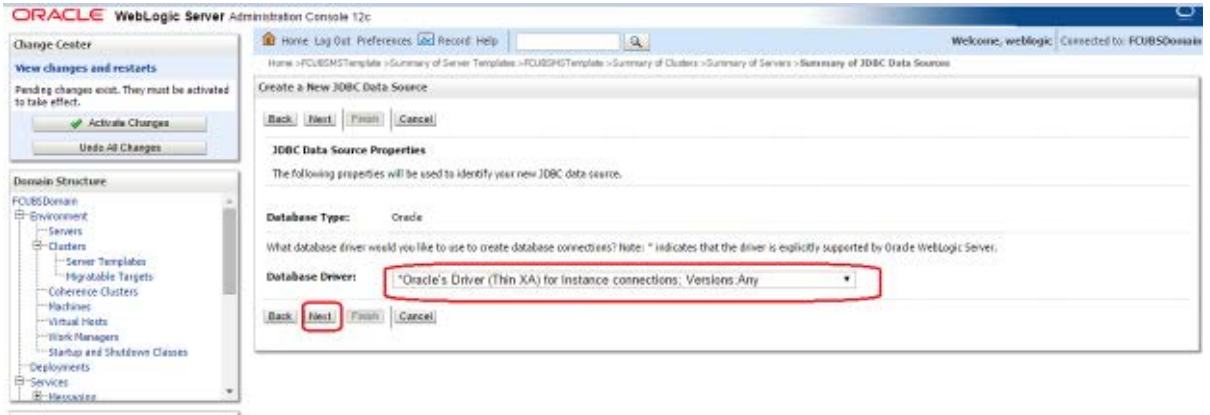 ORACLE WebLogic Server Administration Console 12c
Change Center
View changes and restarts
Pending changes exist. They must be activated
to take effect.
Activate Changes
Undo All Changes
Domain Structure
FCUBSDomain
Environment
Servers
Clusters
Server Templates
Migratable Targets
Coherence Clusters
Machines
Virtual Hosts
Work Managers
Startup and Shutdown Classes
Deployments
Services
Messaging
Home Log Out Preferences Record Help
Welcome, weblogic Connected to: FCUBSDomain
Home >FCUBSMSTemplate >Summary of Server Templates >FCUBSMSTemplate >Summary of Clusters >Summary of Servers >Summary of JDBC Data Sources
Create a New JDBC Data Source
Back Next Finish Cancel
JDBC Data Source Properties
The following properties will be used to identify your new JDBC data source.
Database Type: Oracle
What database driver would you like to use to create database connections? Note: * indicates that the driver is explicitly supported by Oracle WebLogic Server.
Database Driver: *Oracle's Driver (Thin XA) for Instance connections; Versions:Any
Back Next Finish Cancel